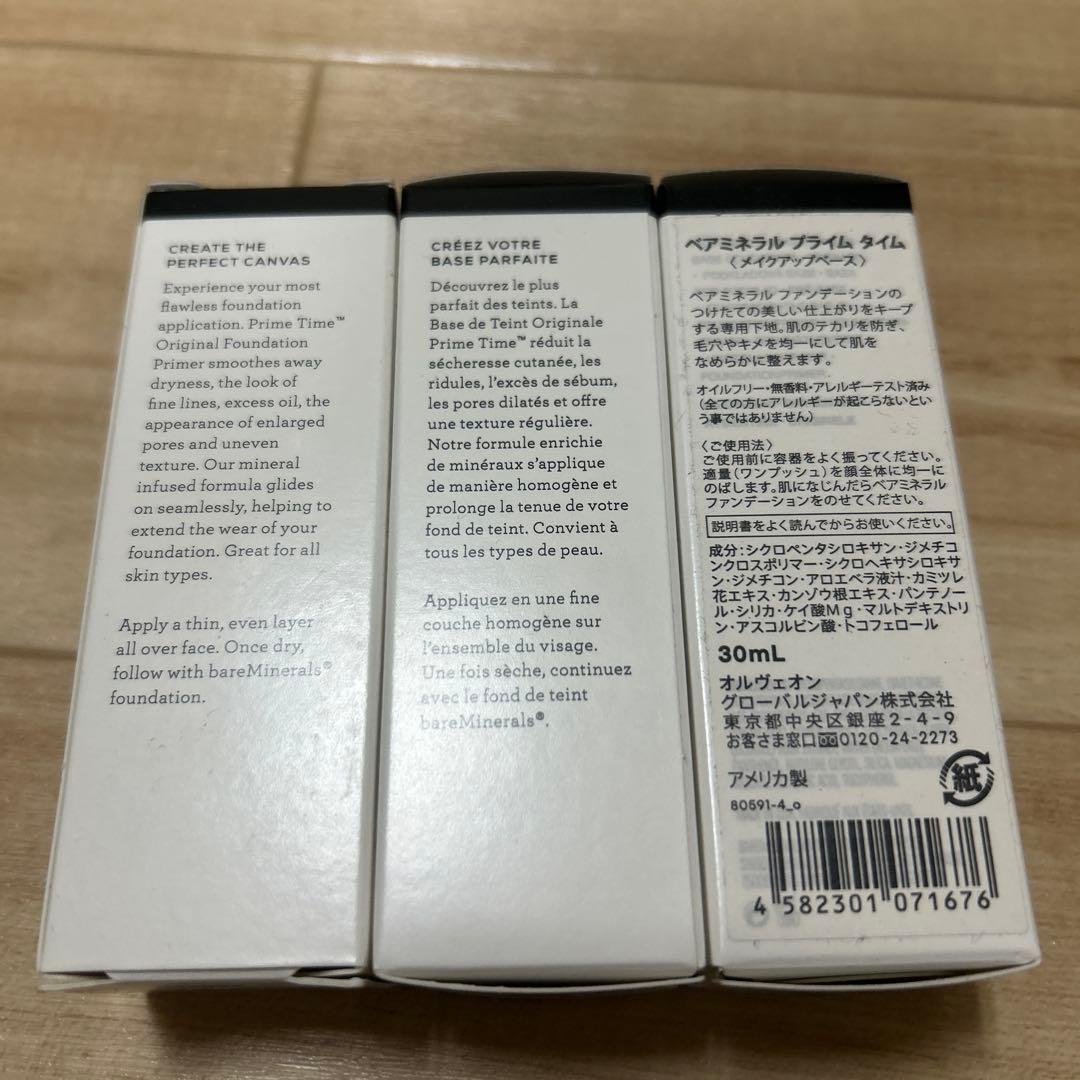 CREATE THE
PERFECT CANVAS
Experience your most
flawless foundation
application. Prime Time™
Original Foundation
Primer smoothes away
dryness, the look of
fine lines, excess oil, the
appearance of enlarged
pores and uneven
texture. Our mineral
infused formula glides
on seamlessly, helping to
extend the wear of your
foundation. Great for all
skin types.
Apply a thin, even layer
all over face. Once dry,
follow with bareMinerals®
foundation.
CRÉEZ VOTRE
BASE PARFAITE
Découvrez le plus
parfait des teints. La
Base de Teint Originale
Prime Time™ réduit la
sécheresse cutanée, les
ridules, l'excès de sébum,
les pores dilatés et offre
une texture régulière.
Notre formule enrichie
de minéraux s'applique
de manière homogène et
prolonge la tenue de votre
fond de teint. Convient à
tous les types de peau.
Appliquez en une fine
couche homogène sur
l'ensemble du visage.
Une fois sèche, continuez
avec le fond de teint
bareMinerals®.
ベアミネラル プライム タイム
〈メイクアップベース〉
ベアミネラル ファンデーションの
つけたての美しい仕上がりをキープ
する専用下地。肌のテカリを防ぎ、
毛穴やキメを均一にして肌を
なめらかに整えます。
オイルフリー・無香料・アレルギーテスト済み
(全ての方にアレルギーが起こらないとい
う事ではありません)
〈ご使用法〉
ご使用前に容器をよく振ってください。
適量(ワンプッシュ)を顔全体に均一に
のばします。肌になじんだらベアミネラル
ファンデーションをのせてください。
説明書をよく読んでからお使いください。
成分:シクロペンタシロキサン・ジメチコ
ンクロスポリマー・シクロヘキサシロキサ
ン・ジメチコン・アロエベラ液汁・カミツレ
花エキス・カンゾウ根エキス・パンテノー
ル・シリカ・ケイ酸Mg・マルトデキストリ
ン・アスコルビン酸・トコフェロール
30mL
オルヴェオン
グローバルジャパン株式会社
東京都中央区銀座2-4-9
お客さま窓口0120-24-2273
アメリカ製
紙
80591-4_o
4 582301 071676